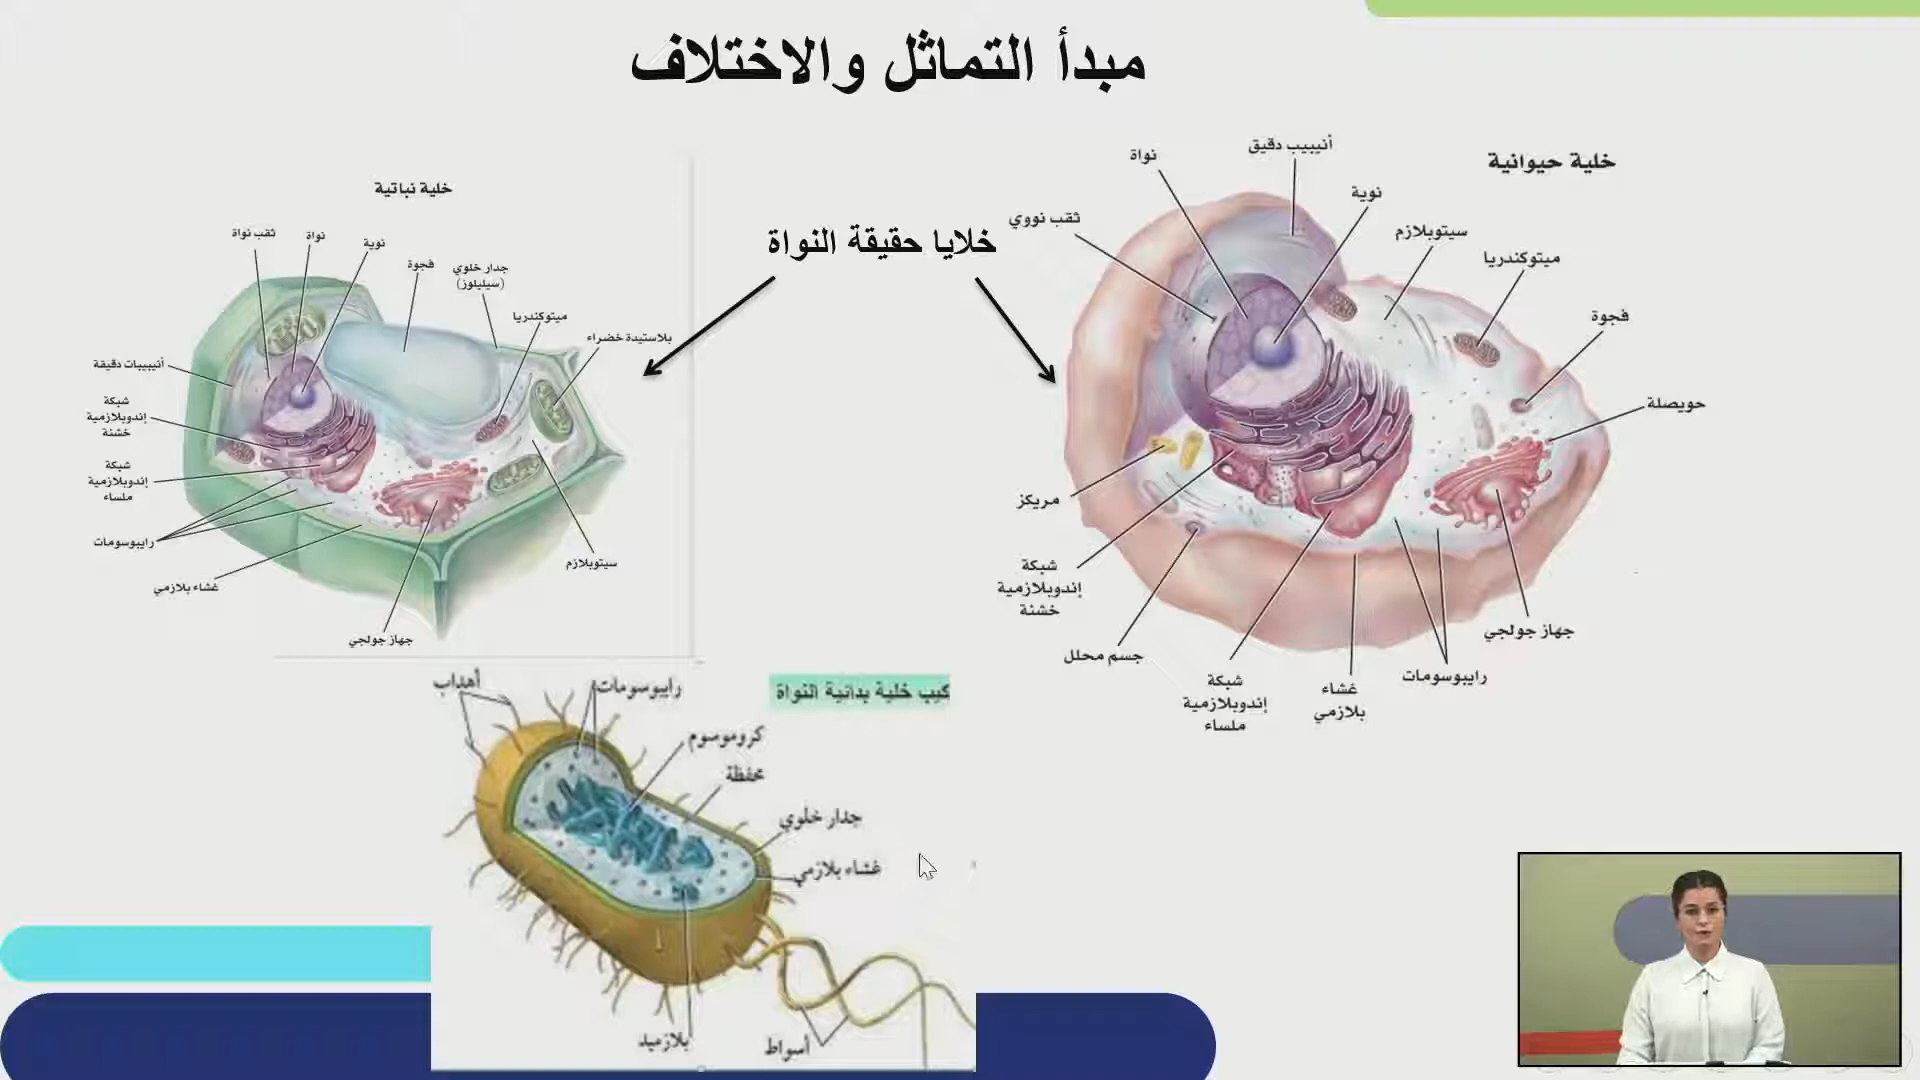 مبدأ التماثل والاختلاف
خلية حيوانية
أنيبيب دقيق
نواة
نوية
ثقب نووي
سيتوبلازم
ميتوكندريا
فجوة
حويصلة
مريكز
شبكة
إندوبلازمية
خشنة
جسم محلل
شبكة
إندوبلازمية
ملساء
غشاء
بلازمي
رايبوسومات
جهاز جولجي
خلايا حقيقة النواة
خلية نباتية
ثقب نواة
نواة
نوية
فجوة
جدار خلوي
(سيليلوز)
ميتوكندريا
بلاستيدة خضراء
أنيبيبات دقيقة
شبكة
إندوبلازمية
خشنة
شبكة
إندوبلازمية
ملساء
رايبوسومات
غشاء بلازمي
سيتوبلازم
جهاز جولجي
كيب خلية بدائية النواة
أهداب
رايبوسومات
كروموسوم
محفظة
جدار خلوي
غشاء بلازمي
بلازميد
أسواط